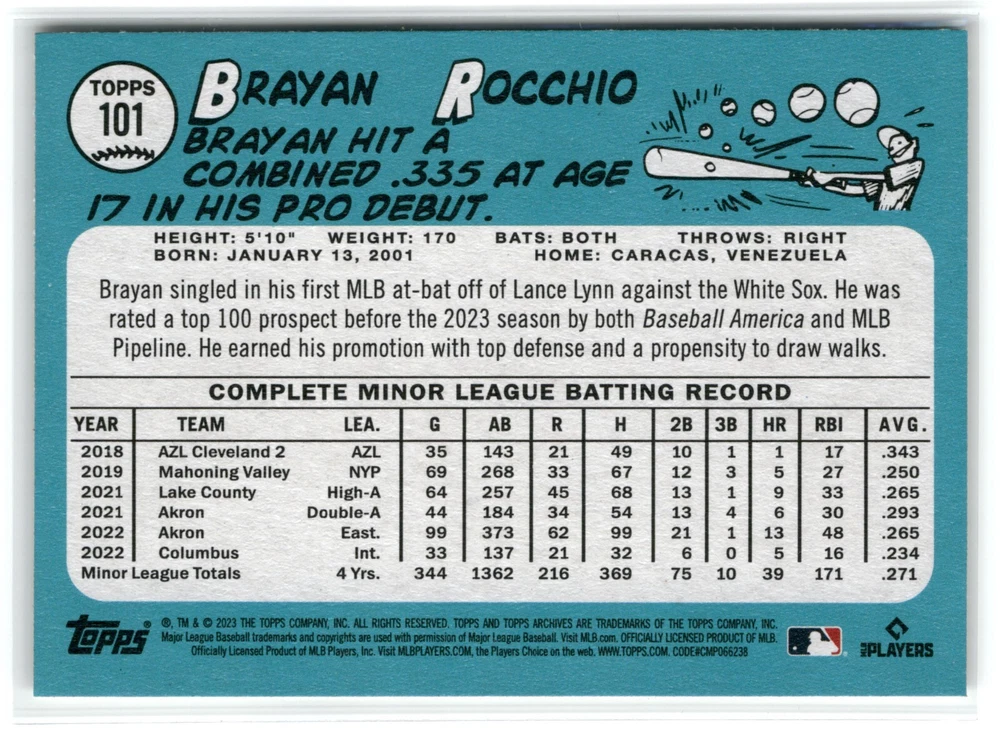 TOPPS
101
BRAYAN ROCCHIO
BRAYAN HIT A
COMBINED .335 AT AGE
17 IN HIS PRO DEBUT.
HEIGHT: 5'10" WEIGHT: 170 BATS: BOTH THROWS: RIGHT
BORN: JANUARY 13, 2001 HOME: CARACAS, VENEZUELA
Brayan singled in his first MLB at-bat off of Lance Lynn against the White Sox. He was
rated a top 100 prospect before the 2023 season by both Baseball America and MLB
Pipeline. He earned his promotion with top defense and a propensity to draw walks.
COMPLETE MINOR LEAGUE BATTING RECORD
YEAR TEAM LEA. G AB R H 2B 3B HR RBI AVG.
2018 AZL Cleveland 2 AZL 35 143 21 49 10 1 1 17 .343
2019 Mahoning Valley NYP 69 268 33 67 12 3 5 27 .250
2021 Lake County High-A 64 257 45 68 13 1 9 33 .265
2021 Akron Double-A 44 184 34 54 13 4 6 30 .293
2022 Akron East. 99 373 62 99 21 1 13 48 .265
2022 Columbus Int. 33 137 21 32 6 0 5 16 .234
Minor League Totals 4 Yrs. 344 1362 216 369 75 10 39 171 .271
topps® ®, TM & © 2023 THE TOPPS COMPANY, INC. ALL RIGHTS RESERVED. TOPPS AND TOPPS ARCHIVES ARE TRADEMARKS OF THE TOPPS COMPANY, INC.
Major League Baseball trademarks and copyrights are used with permission of Major League Baseball. Visit MLB.com. OFFICIALLY LICENSED PRODUCT OF MLB.
Officially Licensed Product of MLB Players, Inc. Visit MLBPLAYERS.COM, the Players Choice on the web. WWW.TOPPS.COM. CODE#CMP066238
MLB PLAYERS